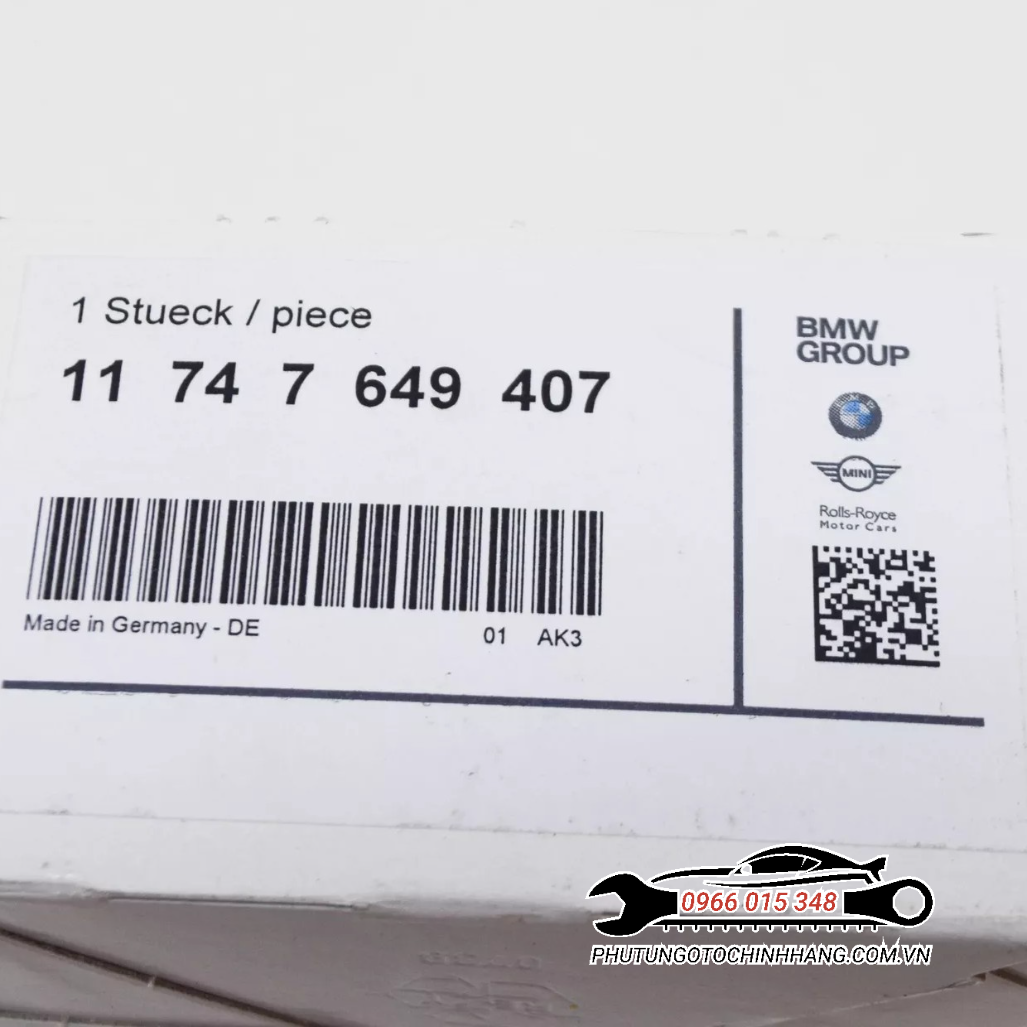 1 Stueck / piece
11 74 7 649 407
Made in Germany - DE
01 AK3
BMW
GROUP
BMW
MINI
Rolls-Royce
Motor Cars
0966 015 348
PHUTUNGOTOCHINHHANG.COM.VN